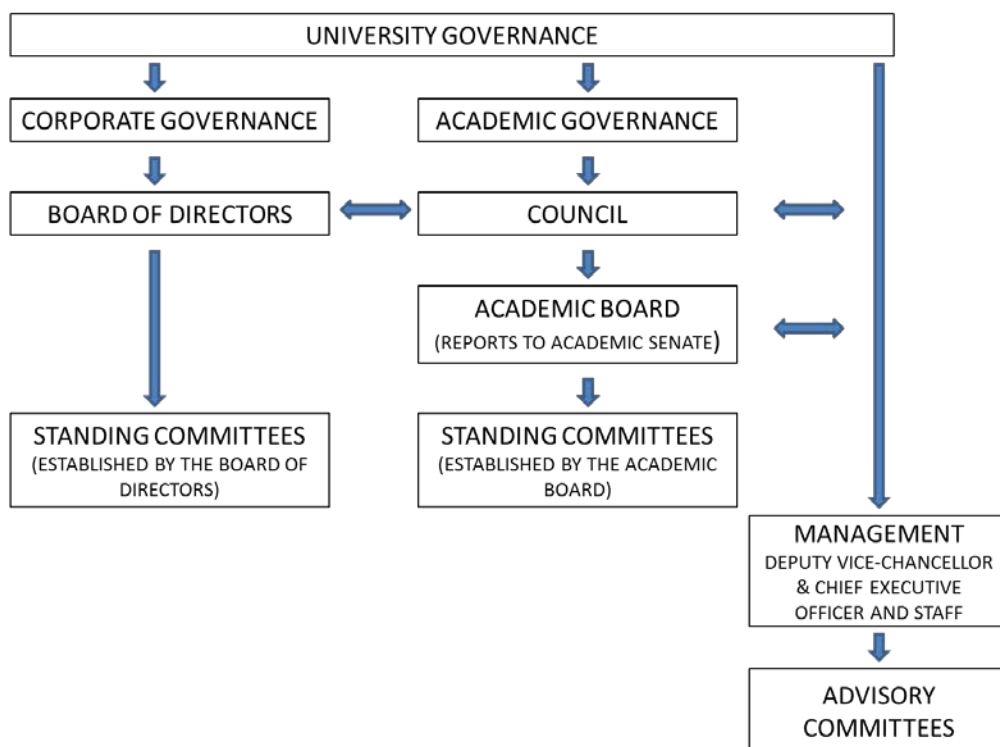 UNIVERSITY GOVERNANCE
CORPORATE GOVERNANCE
ACADEMIC GOVERNANCE
BOARD OF DIRECTORS
COUNCIL
ACADEMIC BOARD
(REPORTS TO ACADEMIC SENATE)
STANDING COMMITTEES
(ESTABLISHED BY THE BOARD OF
DIRECTORS)
STANDING COMMITTEES
(ESTABLISHED BY THE ACADEMIC
BOARD)
MANAGEMENT
DEPUTY VICE-CHANCELLOR
& CHIEF EXECUTIVE
OFFICER AND STAFF
ADVISORY
COMMITTEES